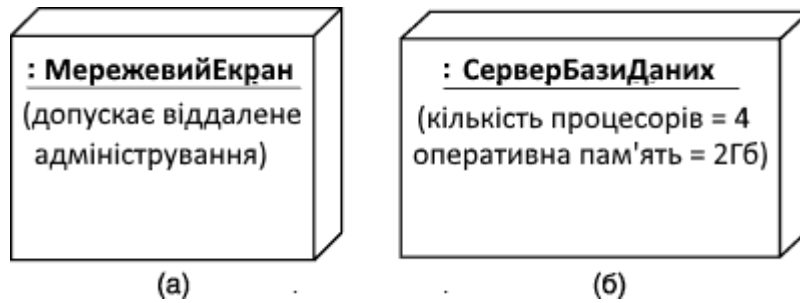 : МережевийЕкран
(допускає віддалене
адміністрування)
: СерверБазиДаних
(кількість процесорів = 4
оперативна пам'ять = 2Гб)
(а)
(б)